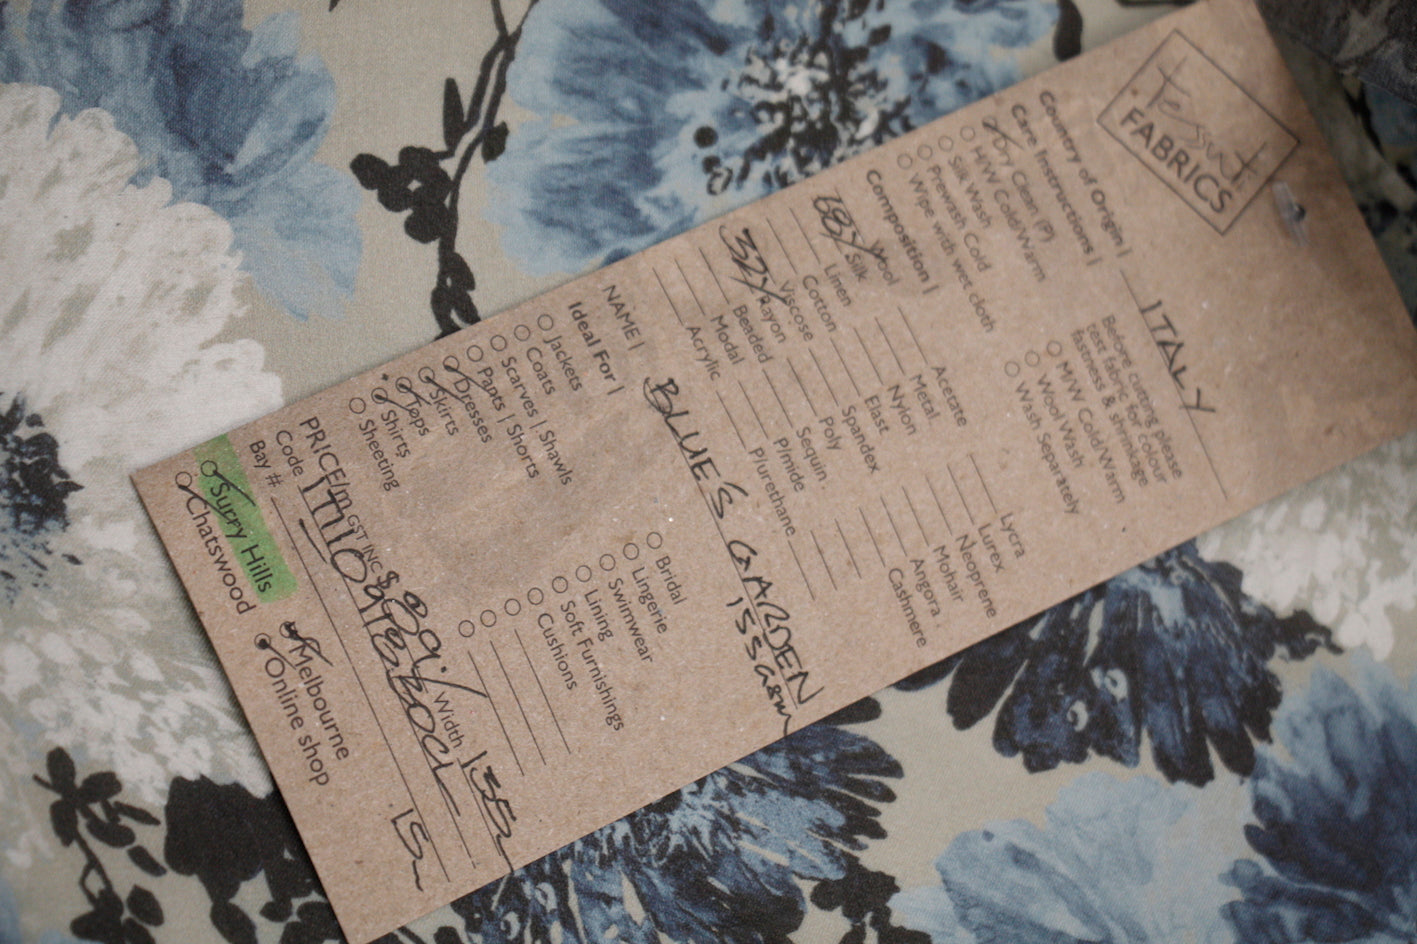 Tessuti
FABRICS
Country of Origin | ITALY
Care Instructions | Before cutting please
test fabric for colour
fastness & shrinkage
Dry Clean (P)
H/W Cold/Warm
Silk Wash
Prewash Cold
Wipe with wet cloth
M/W Cold/Warm
Wool Wash
Wash Separately
Composition |
Wool Acetate Lycra
68% Silk Metal Lurex
Linen Nylon Neoprene
Cotton Elast Mohair
Viscose Spandex Angora
32% Rayon Poly Cashmere
Beaded Sequin
Modal P/mide
Acrylic P/urethane
NAME | BLUE'S GARDEN
155gsm
Ideal For |
Jackets Bridal
Coats Lingerie
Scarves | Shawls Swimwear
Pants | Shorts Lining
Dresses Soft Furnishings
Skirts Cushions
Tops
Shirts
Sheeting
PRICE/m GST INC $89 Width 135
Code
Bay # 15m
Surry Hills Melbourne
Chatswood Online shop